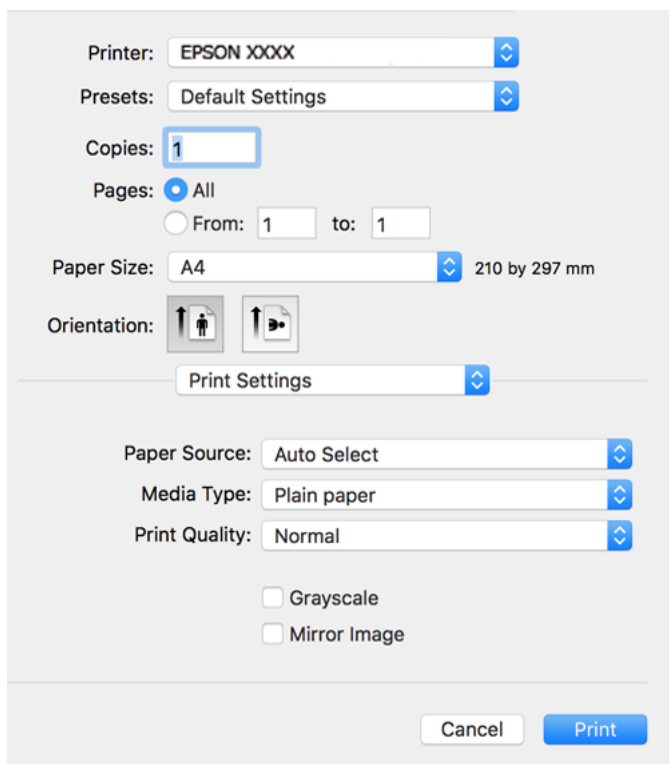 Printer: EPSON XXXX
Presets: Default Settings
Copies: 1
Pages: All
From: 1 to: 1
Paper Size: A4 210 by 297 mm
Orientation:
Print Settings
Paper Source: Auto Select
Media Type: Plain paper
Print Quality: Normal
Grayscale
Mirror Image
Cancel Print